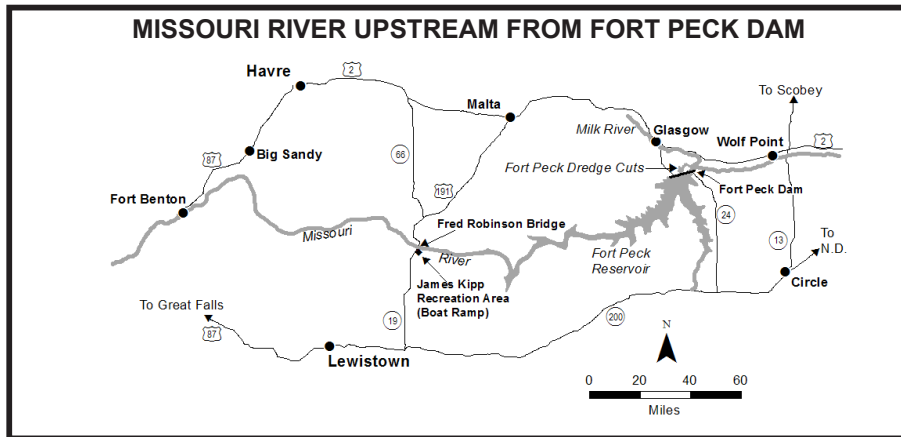 MISSOURI RIVER UPSTREAM FROM FORT PECK DAM
Havre
2
To Scobey
Malta
Milk River
Glasgow
Wolf Point
2
87
Big Sandy
66
Fort Peck Dredge Cuts
Fort Peck Dam
191
Fort Benton
24
Fred Robinson Bridge
Missouri
River
13
To
N.D.
Fort Peck
Reservoir
Circle
James Kipp
Recreation Area
(Boat Ramp)
To Great Falls
19
200
87
Lewistown
N
0 20 40 60
Miles